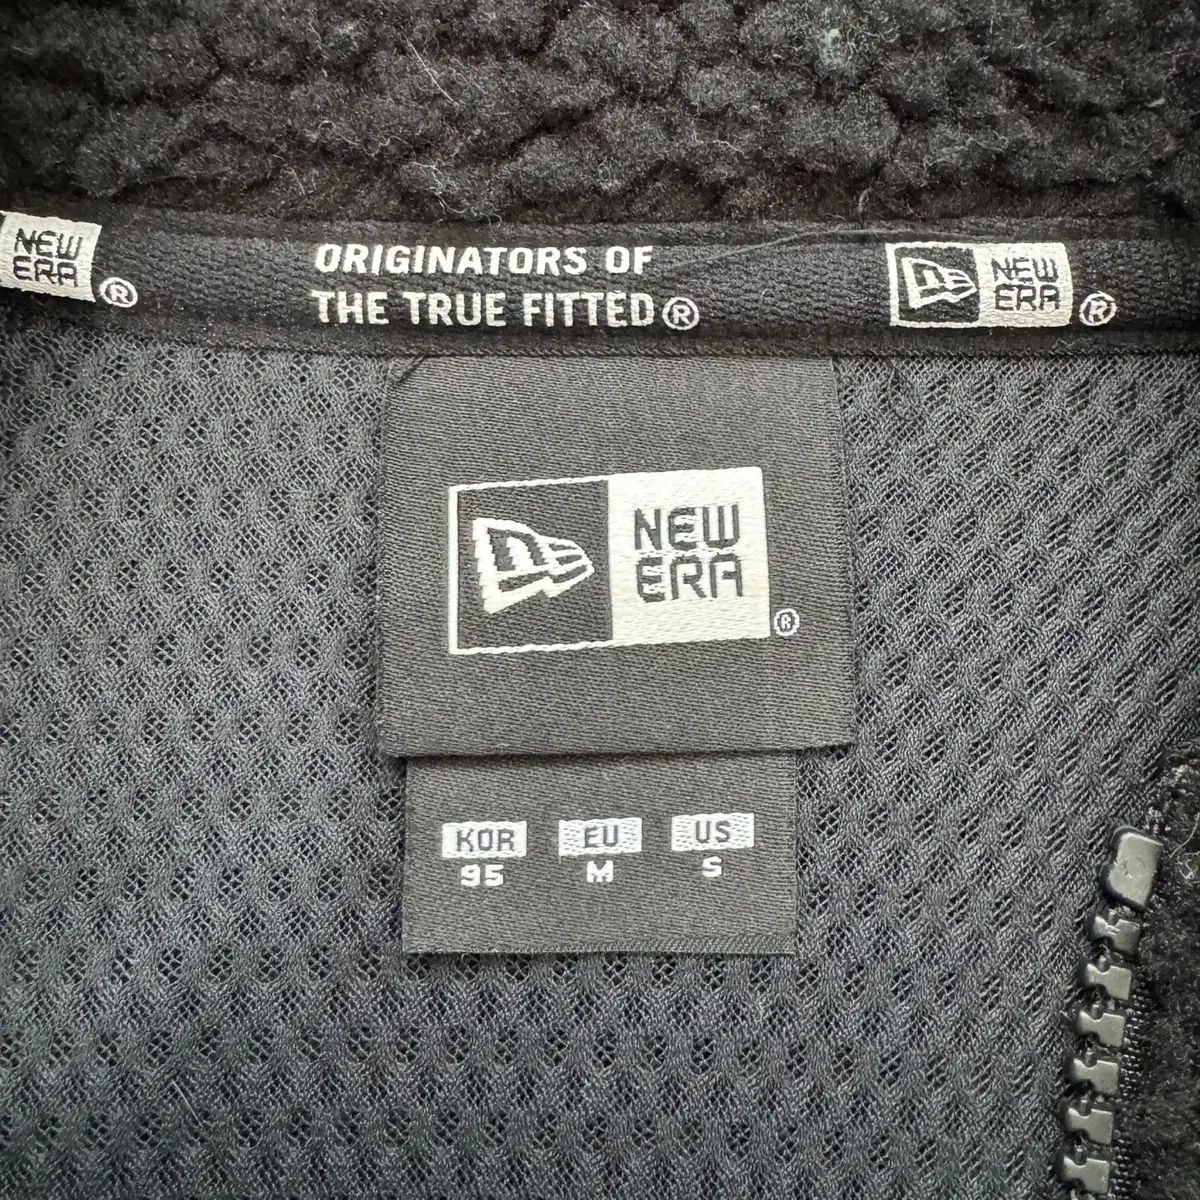 NEW
ERA
®
ORIGINATORS OF
THE TRUE FITTED®
NEW
ERA
®
NEW
ERA
®
KOR EU US
95 M S